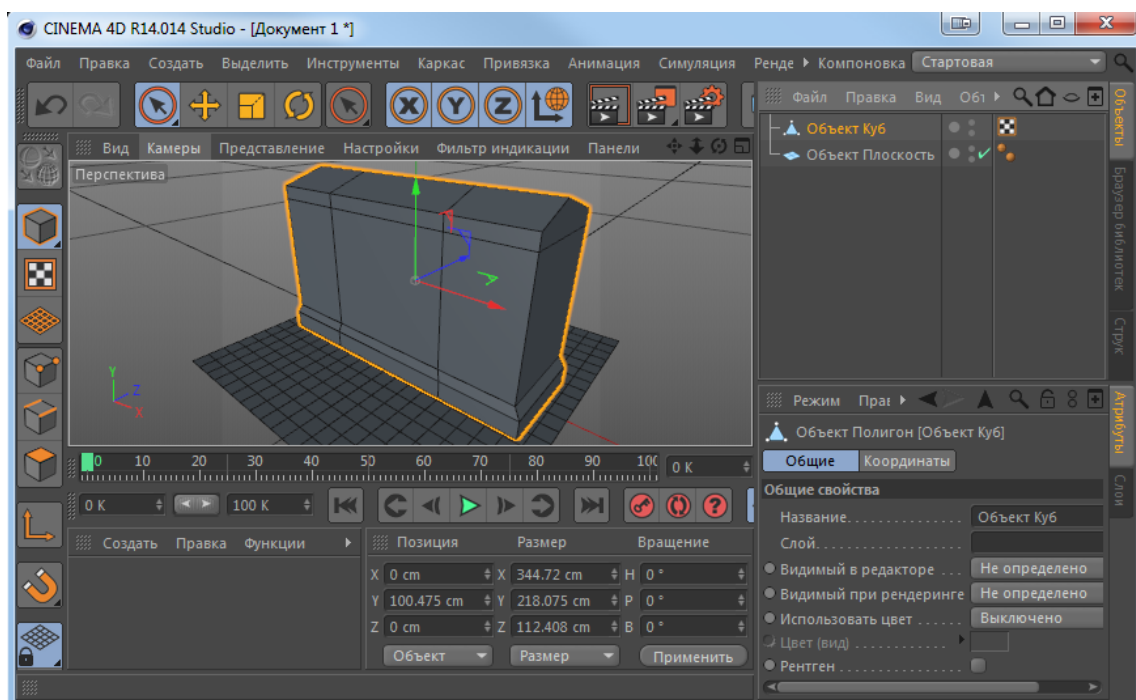 CINEMA 4D R14.014 Studio - [Документ 1 *]
Файл Правка Создать Выделить Инструменты Каркас Привязка Анимация Симуляция Ренде Компоновка Стартовая
X Y Z
Файл Правка Вид Объ
Объект Куб
Объект Плоскость
Объекты
Браузер библиотек
Струк
Вид Камеры Представление Настройки Фильтр индикации Панели
Перспектива
Y
Z
X
0 10 20 30 40 50 60 70 80 90 100 0 K
0 K 100 K
Создать Правка Функции
Позиция Размер Вращение
X 0 cm X 344.72 cm H 0 °
Y 100.475 cm Y 218.075 cm P 0 °
Z 0 cm Z 112.408 cm B 0 °
Объект Размер Применить
Режим Прав
Объект Полигон [Объект Куб]
Общие Координаты
Общие свойства
Название Объект Куб
Слой
Видимый в редакторе Не определено
Видимый при рендеринге Не определено
Использовать цвет Выключено
Цвет (вид)
Рентген
Атрибуты
Слои